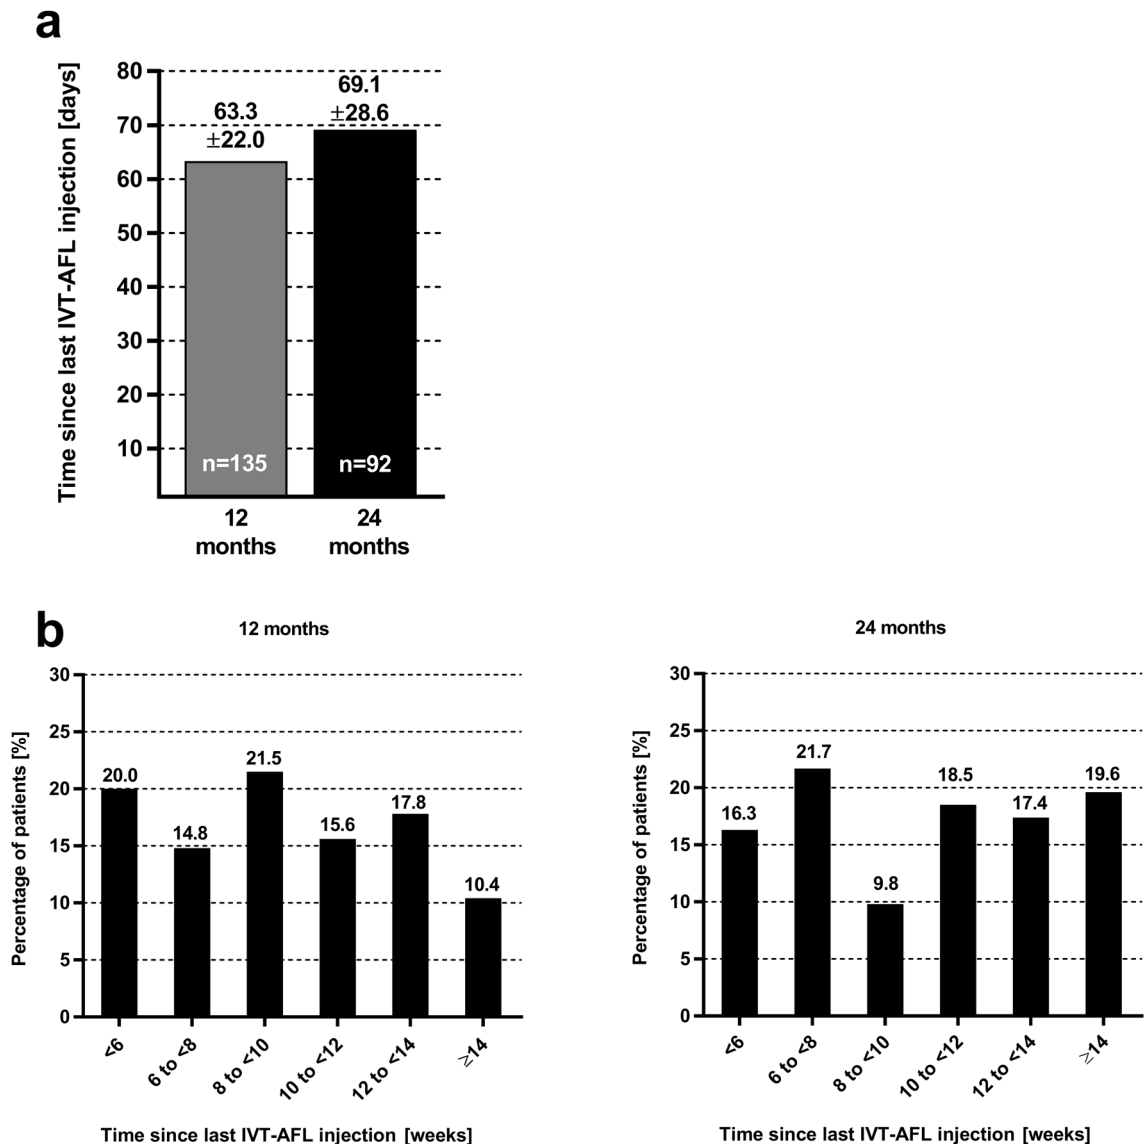 a
Time since last IVT-AFL injection [days]
80
70
60
50
40
30
20
10
63.3
±22.0
69.1
±28.6
n=135
n=92
12
months
24
months
b
12 months
Percentage of patients [%]
30
25
20
15
10
5
0
20.0
14.8
21.5
15.6
17.8
10.4
<6
6 to <8
8 to <10
10 to <12
12 to <14
≥14
Time since last IVT-AFL injection [weeks]
24 months
Percentage of patients [%]
30
25
20
15
10
5
0
16.3
21.7
9.8
18.5
17.4
19.6
<6
6 to <8
8 to <10
10 to <12
12 to <14
≥14
Time since last IVT-AFL injection [weeks]